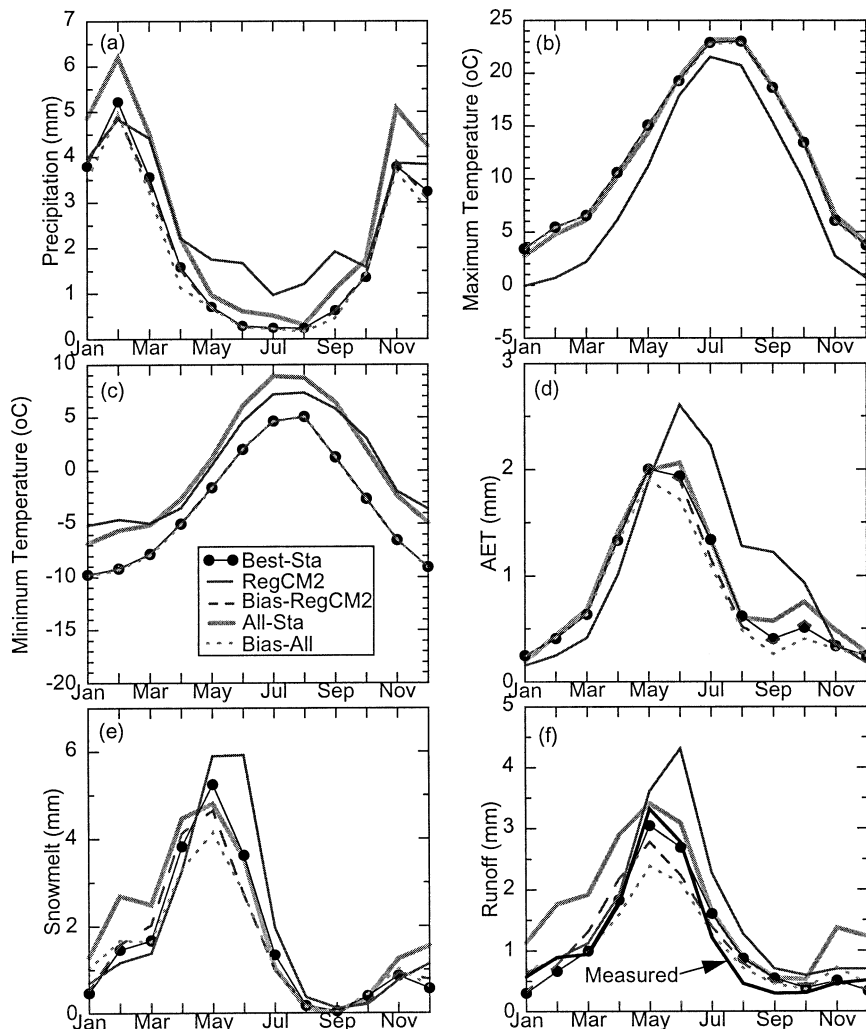 (a)
Precipitation (mm)
7
6
5
4
3
2
1
0
Jan Mar May Jul Sep Nov
(b)
Maximum Temperature (oC)
25
20
15
10
5
0
-5
Jan Mar May Jul Sep Nov
(c)
Minimum Temperature (oC)
10
5
0
-5
-10
-15
-20
Best-Sta
RegCM2
Bias-RegCM2
All-Sta
Bias-All
Jan Mar May Jul Sep Nov
(d)
AET (mm)
3
2
1
0
Jan Mar May Jul Sep Nov
(e)
Snowmelt (mm)
6
4
2
0
Jan Mar May Jul Sep Nov
(f)
Runoff (mm)
5
4
3
2
1
0
Measured
Jan Mar May Jul Sep Nov